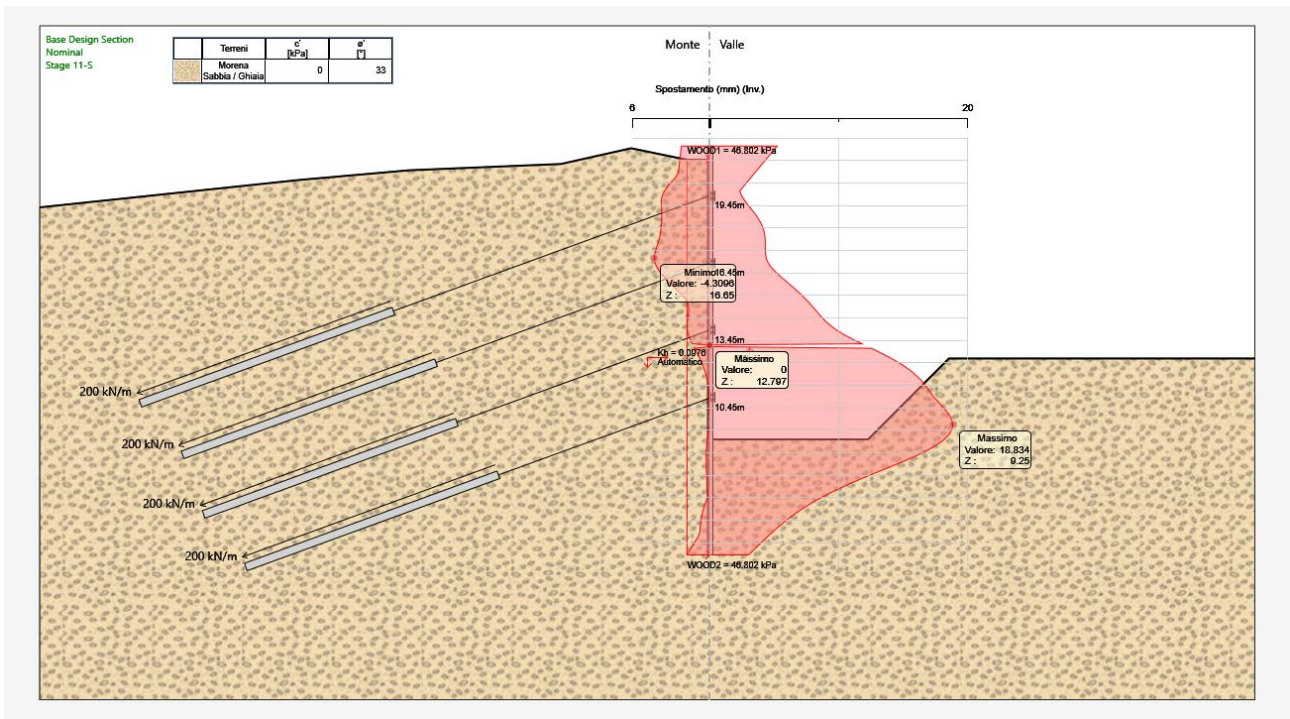 Base Design Section
Nominal
Stage 11-S
Terreni c' [kPa] ø' [°]
Morena Sabbia / Ghiaia 0 33
Monte Valle
Spostamento (mm) (Inv.)
6 20
WOOD1 = 46.802 kPa
19.45m
16.45m
Minimo
Valore: -4.3096
Z : 16.65
13.45m
Kh = 0.0976
Automatico
Massimo
Valore: 0
Z : 12.797
200 kN/m
10.45m
Massimo
Valore: 18.834
Z : 9.25
200 kN/m
200 kN/m
200 kN/m
WOOD2 = 46.802 kPa